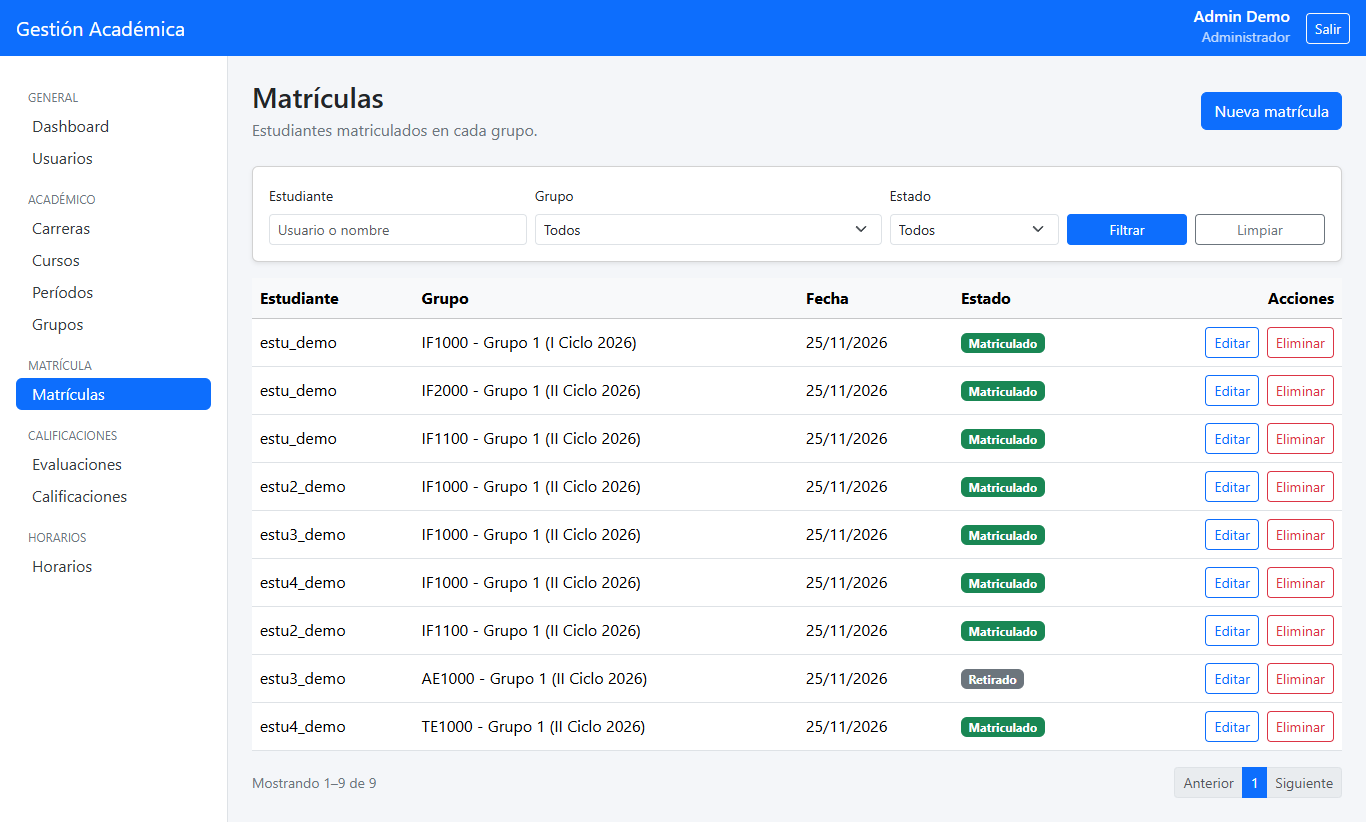 Gestión Académica
Admin Demo
Administrador
Salir
GENERAL
Dashboard
Usuarios
ACADÉMICO
Carreras
Cursos
Períodos
Grupos
MATRÍCULA
Matrículas
CALIFICACIONES
Evaluaciones
Calificaciones
HORARIOS
Horarios
Matrículas
Estudiantes matriculados en cada grupo.
Nueva matrícula
Estudiante Grupo Estado
Usuario o nombre Todos Todos Filtrar Limpiar
Estudiante Grupo Fecha Estado Acciones
estu_demo IF1000 - Grupo 1 (I Ciclo 2026) 25/11/2026 Matriculado Editar Eliminar
estu_demo IF2000 - Grupo 1 (II Ciclo 2026) 25/11/2026 Matriculado Editar Eliminar
estu_demo IF1100 - Grupo 1 (II Ciclo 2026) 25/11/2026 Matriculado Editar Eliminar
estu2_demo IF1000 - Grupo 1 (II Ciclo 2026) 25/11/2026 Matriculado Editar Eliminar
estu3_demo IF1000 - Grupo 1 (II Ciclo 2026) 25/11/2026 Matriculado Editar Eliminar
estu4_demo IF1000 - Grupo 1 (II Ciclo 2026) 25/11/2026 Matriculado Editar Eliminar
estu2_demo IF1100 - Grupo 1 (II Ciclo 2026) 25/11/2026 Matriculado Editar Eliminar
estu3_demo AE1000 - Grupo 1 (II Ciclo 2026) 25/11/2026 Retirado Editar Eliminar
estu4_demo TE1000 - Grupo 1 (II Ciclo 2026) 25/11/2026 Matriculado Editar Eliminar
Mostrando 1–9 de 9
Anterior 1 Siguiente